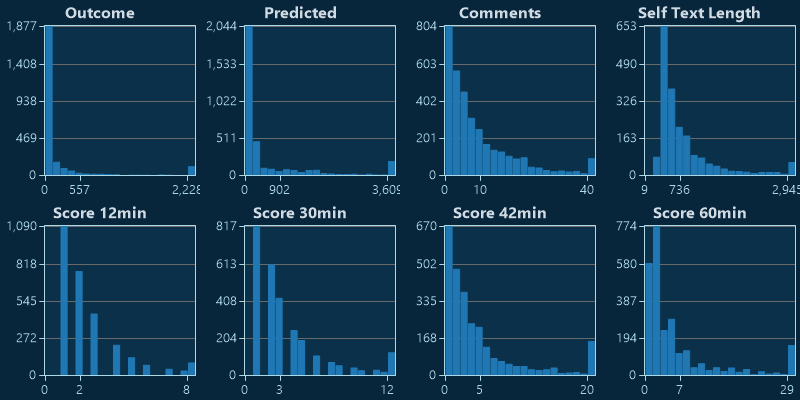 Outcome
1,877
1,408
938
469
0
0 557 2,228
Predicted
2,044
1,533
1,022
511
0
0 902 3,609
Comments
804
603
402
201
0
0 10 40
Self Text Length
653
490
326
163
0
9 736 2,945
Score 12min
1,090
818
545
272
0
0 2 8
Score 30min
817
613
408
204
0
0 3 12
Score 42min
670
502
335
168
0
0 5 20
Score 60min
774
580
387
194
0
0 7 29